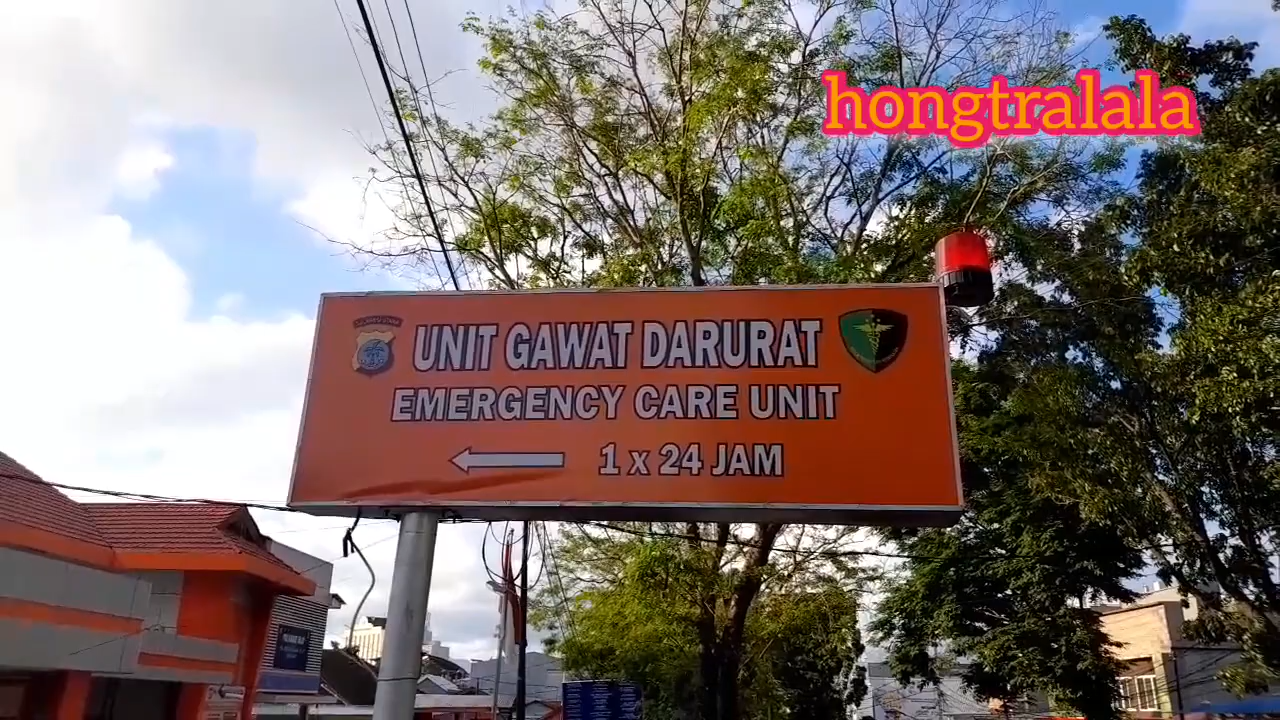 hongtralala
UNIT GAWAT DARURAT
EMERGENCY CARE UNIT
1 x 24 JAM